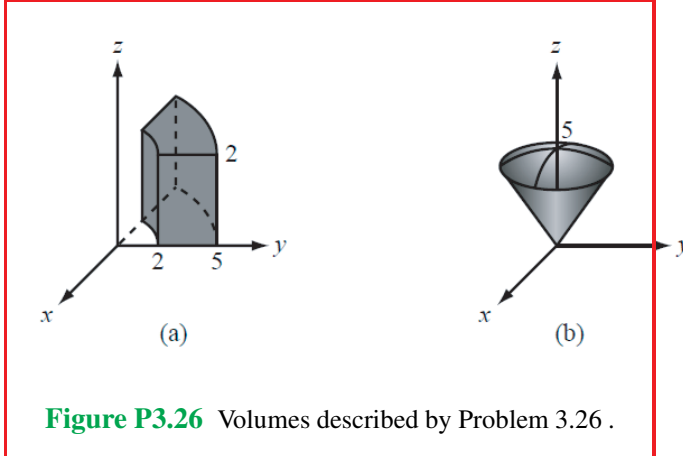 z
z
5
2
y
y
2
5
x
x
(a)
(b)
Figure P3.26 Volumes described by Problem 3.26 .